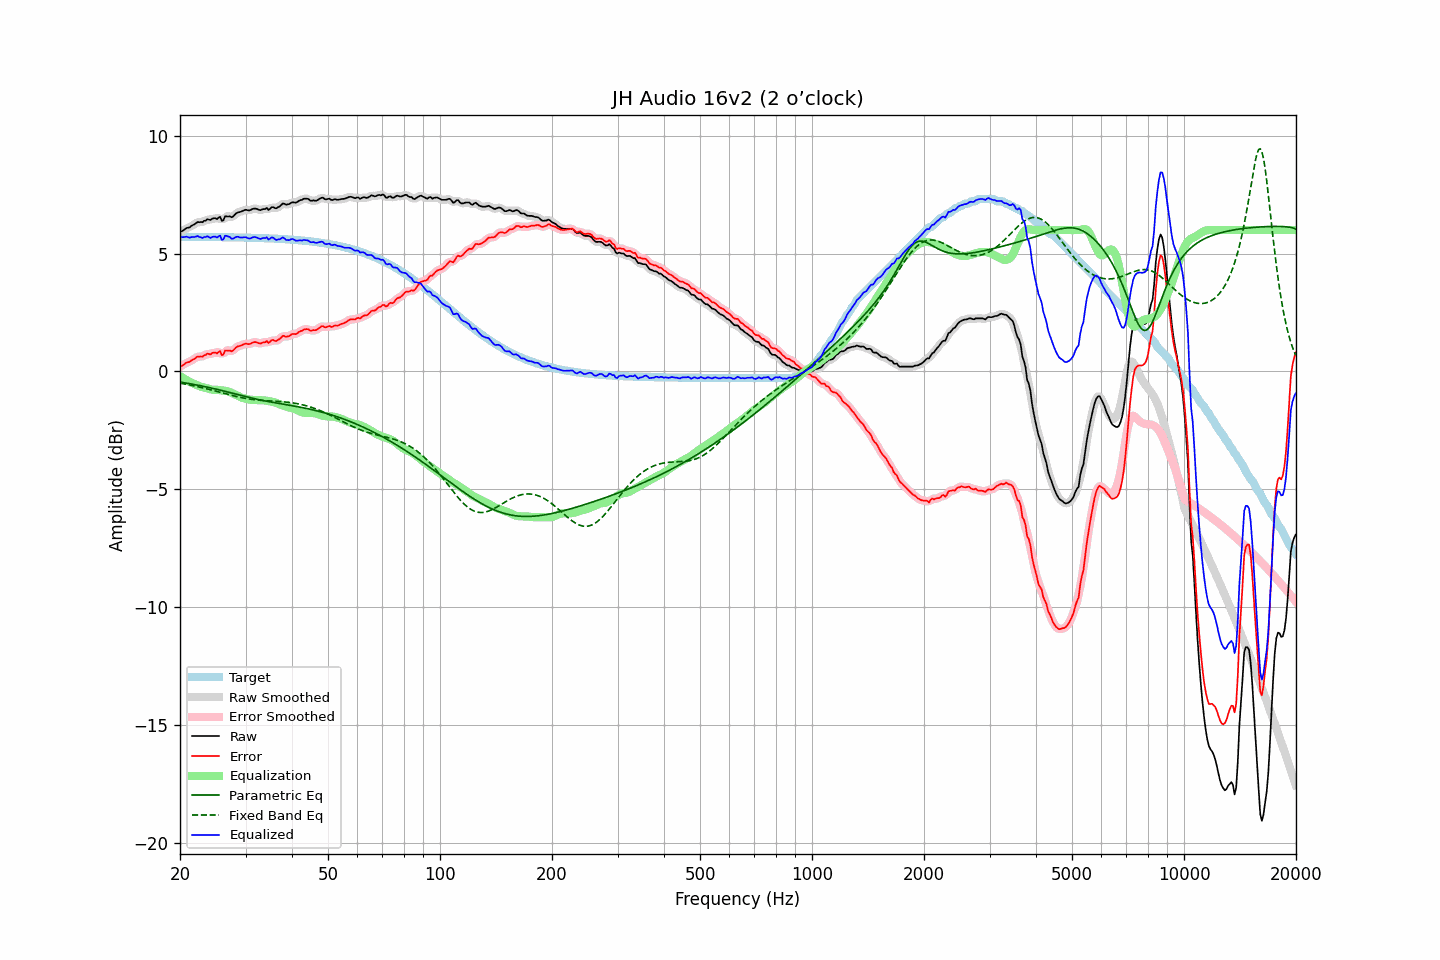 JH Audio 16v2 (2 o’clock)
Amplitude (dBr)
10
5
0
−5
−10
−15
−20
Target
Raw Smoothed
Error Smoothed
Raw
Error
Equalization
Parametric Eq
Fixed Band Eq
Equalized
20 50 100 200 500 1000 2000 5000 10000 20000
Frequency (Hz)